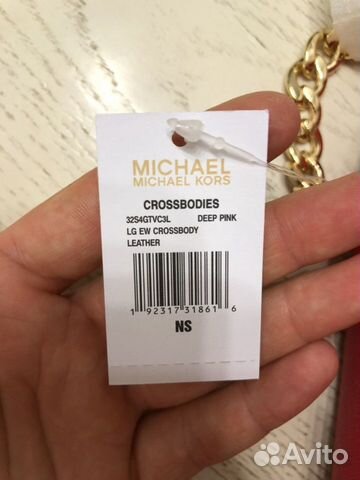 MICHAEL
MICHAEL KORS
CROSSBODIES
32S4GTVC3L DEEP PINK
LG EW CROSSBODY
LEATHER
1 92317 31861 6
NS
Avito